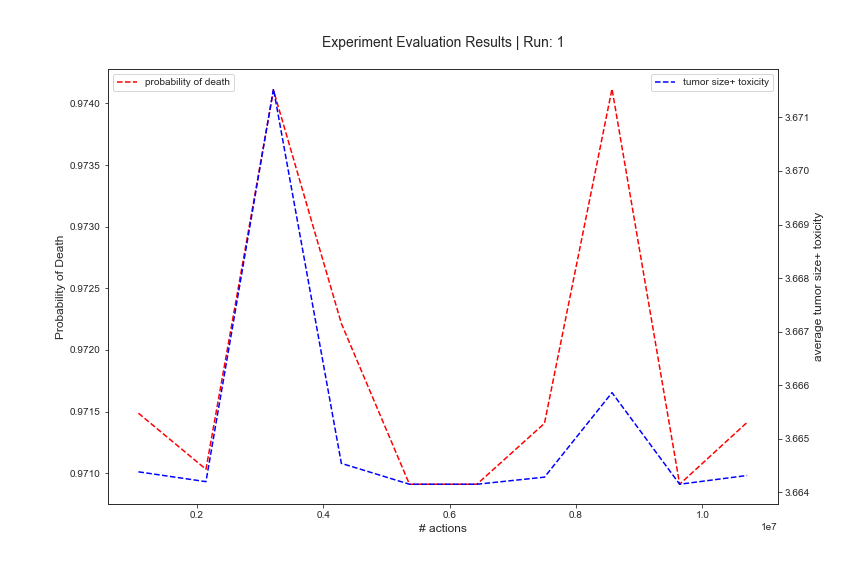 Experiment Evaluation Results | Run: 1
probability of death
tumor size+ toxicity
0.9740
0.9735
0.9730
0.9725
0.9720
0.9715
0.9710
Probability of Death
3.671
3.670
3.669
3.668
3.667
3.666
3.665
3.664
average tumor size+ toxicity
0.2
0.4
0.6
0.8
1.0
1e7
# actions